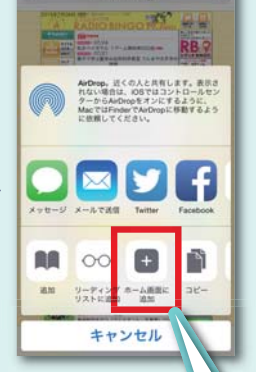 RADIO BINGO
RB
AirDrop。近くの人と共有します。表示さ
れない場合は、iOSではコントロールセン
ターからAirDropをオンにするように、
MacではFinderでAirDropに移動するよう
に依頼してください。
メッセージ メールで送信 Twitter Facebook
追加 リーディング ホーム画面に コピー
リストに追加 追加
キャンセル